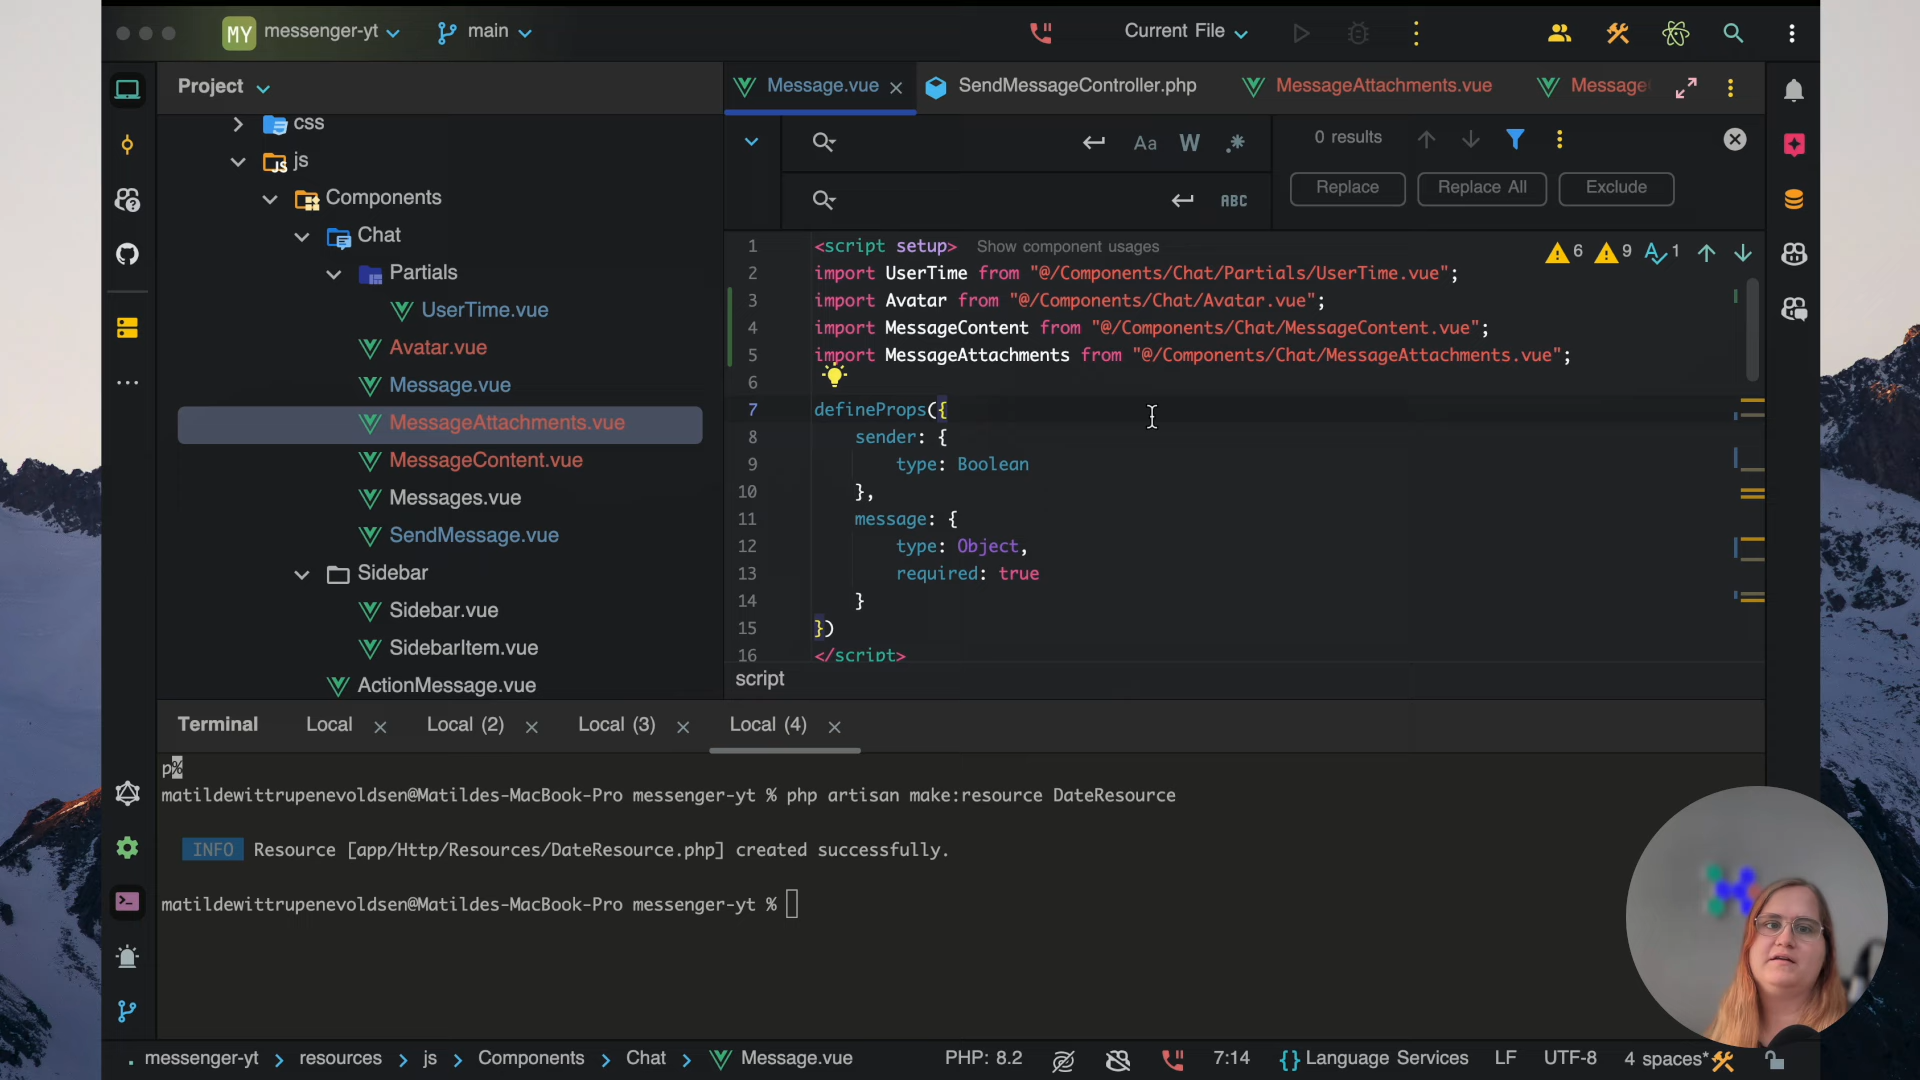 MY messenger-yt main Current File
Project
Message.vue SendMessageController.php MessageAttachments.vue Message
css
js
Components
Chat
Partials
UserTime.vue
Avatar.vue
Message.vue
MessageAttachments.vue
MessageContent.vue
Messages.vue
SendMessage.vue
Sidebar
Sidebar.vue
SidebarItem.vue
ActionMessage.vue
Aa W .* 0 results
ABC Replace Replace All Exclude
1 <script setup> Show component usages 6 9 1
2 import UserTime from "@/Components/Chat/Partials/UserTime.vue";
3 import Avatar from "@/Components/Chat/Avatar.vue";
4 import MessageContent from "@/Components/Chat/MessageContent.vue";
5 import MessageAttachments from "@/Components/Chat/MessageAttachments.vue";
6
7 defineProps({
8 sender: {
9 type: Boolean
10 },
11 message: {
12 type: Object,
13 required: true
14 }
15 })
16 </script>
script
Terminal Local Local (2) Local (3) Local (4)
p%
matildewittrupenevoldsen@Matildes-MacBook-Pro messenger-yt % php artisan make:resource DateResource
INFO Resource [app/Http/Resources/DateResource.php] created successfully.
matildewittrupenevoldsen@Matildes-MacBook-Pro messenger-yt %
messenger-yt > resources > js > Components > Chat > Message.vue PHP: 8.2 7:14 {} Language Services LF UTF-8 4 spaces*